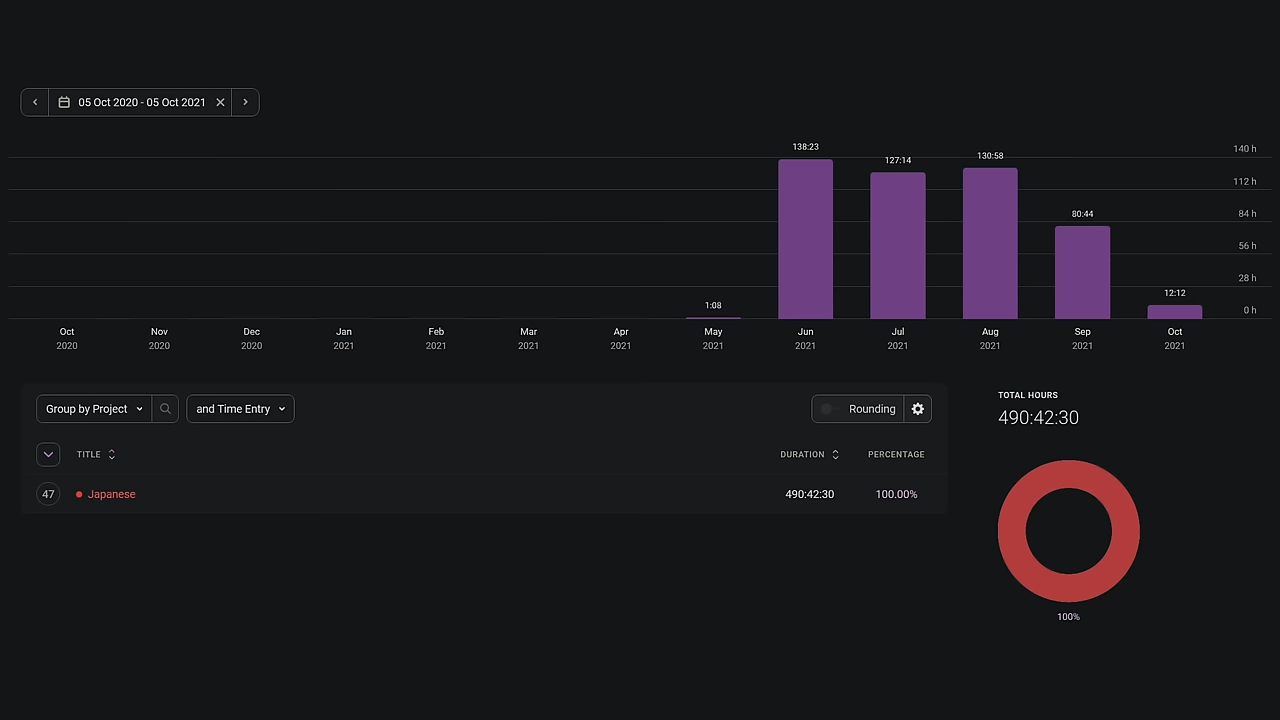 05 Oct 2020 - 05 Oct 2021
140 h
112 h
84 h
56 h
28 h
0 h
1:08
138:23
127:14
130:58
80:44
12:12
Oct Nov Dec Jan Feb Mar Apr May Jun Jul Aug Sep Oct
2020 2020 2020 2021 2021 2021 2021 2021 2021 2021 2021 2021 2021
Group by Project and Time Entry Rounding
TITLE DURATION PERCENTAGE
47 Japanese 490:42:30 100.00%
TOTAL HOURS
490:42:30
100%